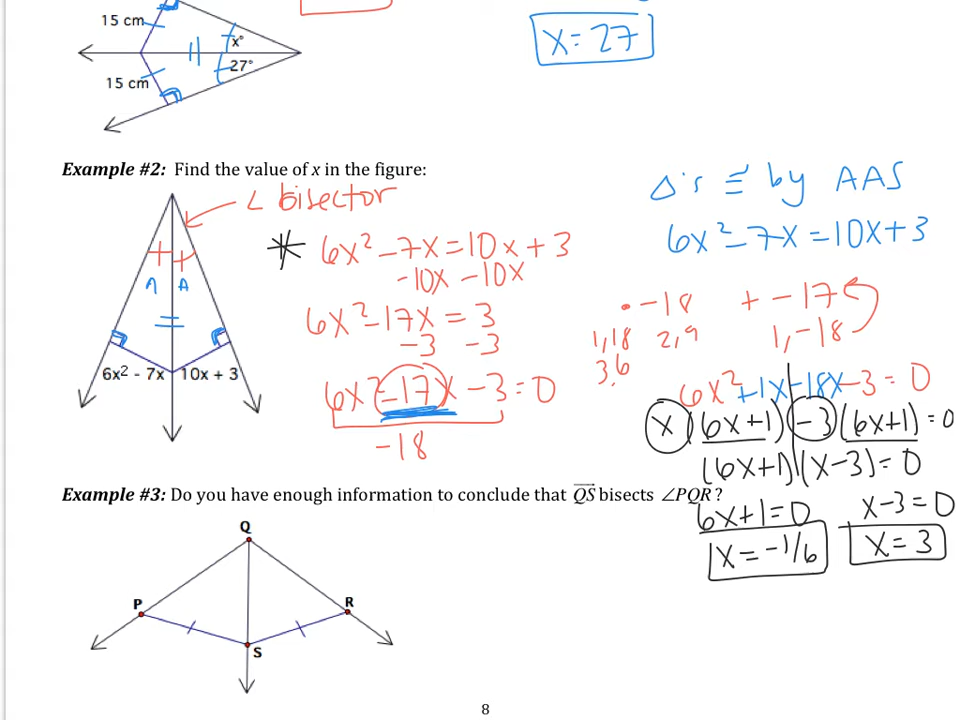 15 cm
x°
27°
15 cm
x = 27
Example #2: Find the value of x in the figure:
∠ bisector
Δ's ≅ by AAS
6x² - 7x = 10x + 3
* 6x² - 7x = 10x + 3
-10x -10x
6x² - 17x = 3
-3 -3
6x² - 17x - 3 = 0
-18
A
6x² - 7x
10x + 3
· -18 + -17
1, 18 2, 9 1, -18
3, 6
6x² + 1x - 18x - 3 = 0
x (6x + 1) - 3 (6x + 1) = 0
(6x + 1)(x - 3) = 0
6x + 1 = 0 x - 3 = 0
x = -1/6 x = 3
Example #3: Do you have enough information to conclude that QS bisects ∠PQR?
Q
P
R
S
8